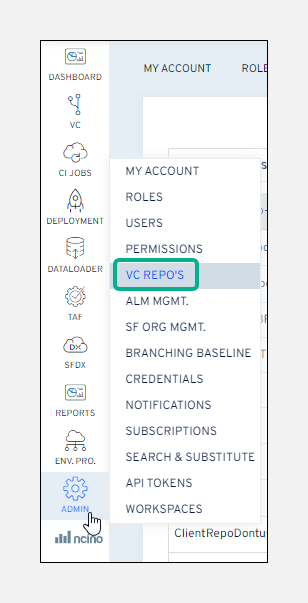 DASHBOARD
VC
CI JOBS
DEPLOYMENT
DATALOADER
TAF
SFDX
REPORTS
ENV. PRO.
ADMIN
ncino
MY ACCOUNT
MY ACCOUNT
ROLES
USERS
PERMISSIONS
VC REPO'S
ALM MGMT.
SF ORG MGMT.
BRANCHING BASELINE
CREDENTIALS
NOTIFICATIONS
SUBSCRIPTIONS
SEARCH & SUBSTITUTE
API TOKENS
WORKSPACES
DX